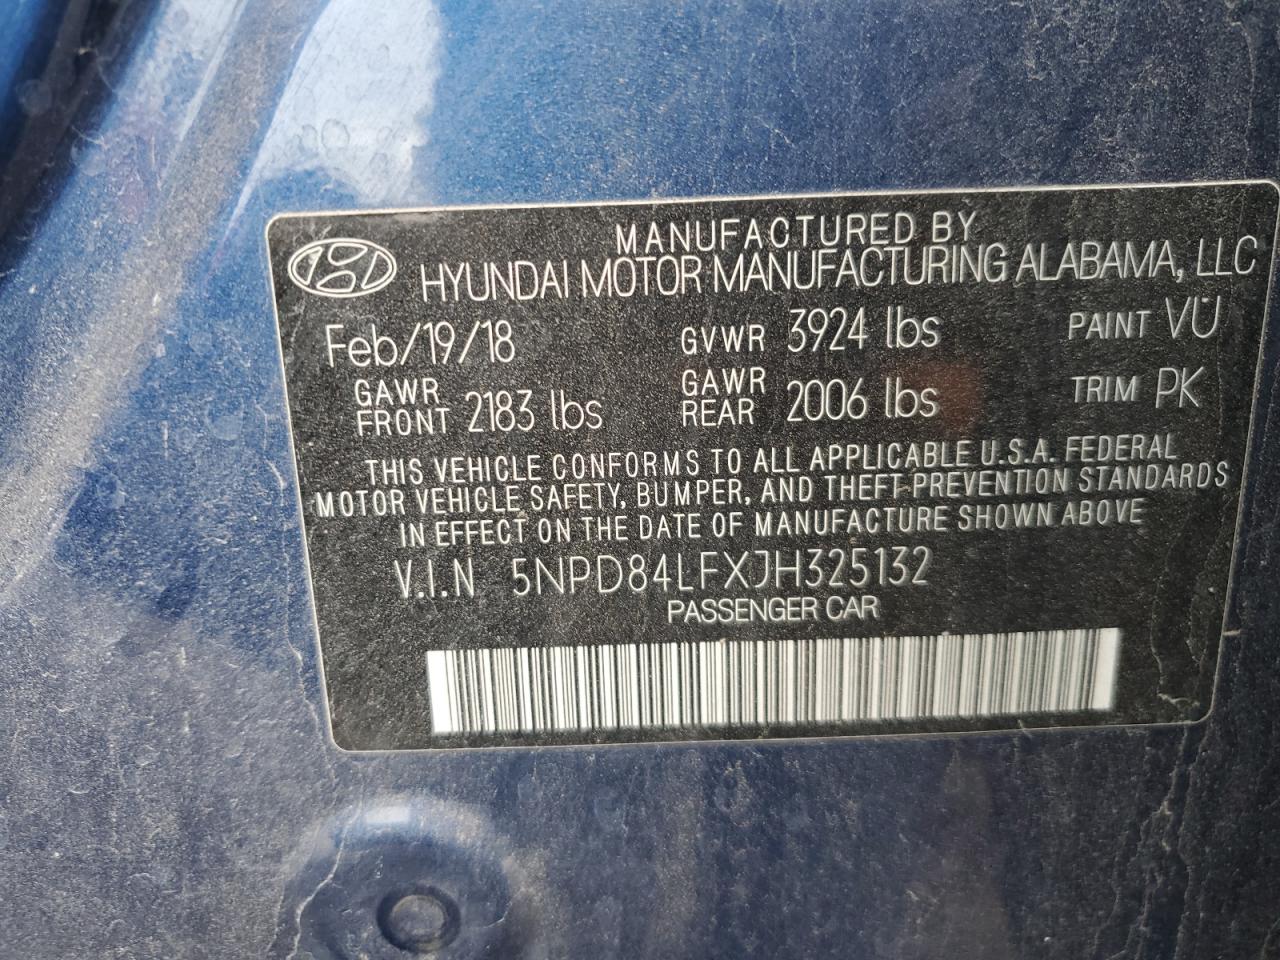 MANUFACTURED BY
HYUNDAI MOTOR MANUFACTURING ALABAMA, LLC
Feb/19/18 GVWR 3924 lbs PAINT VU
GAWR FRONT 2183 lbs GAWR REAR 2006 lbs TRIM PK
THIS VEHICLE CONFORMS TO ALL APPLICABLE U.S.A. FEDERAL
MOTOR VEHICLE SAFETY, BUMPER, AND THEFT PREVENTION STANDARDS
IN EFFECT ON THE DATE OF MANUFACTURE SHOWN ABOVE
V.I.N 5NPD84LFXJH325132
PASSENGER CAR